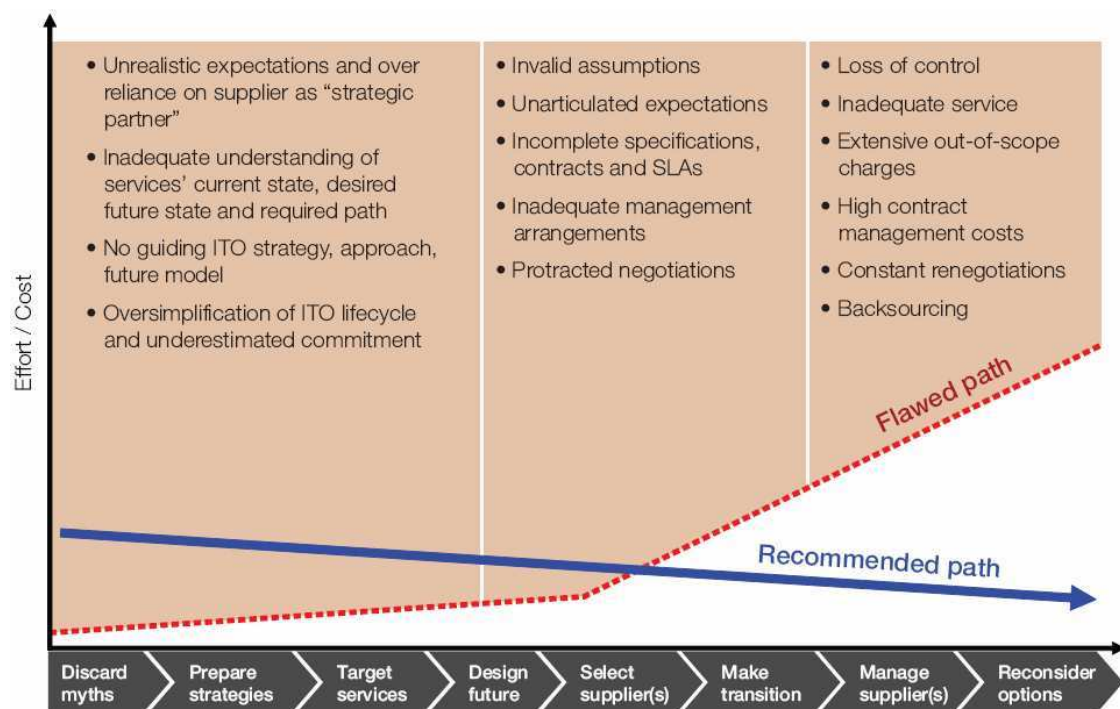 • Unrealistic expectations and over
reliance on supplier as “strategic
partner”
• Inadequate understanding of
services’ current state, desired
future state and required path
• No guiding ITO strategy, approach,
future model
• Oversimplification of ITO lifecycle
and underestimated commitment
• Invalid assumptions
• Unarticulated expectations
• Incomplete specifications,
contracts and SLAs
• Inadequate management
arrangements
• Protracted negotiations
• Loss of control
• Inadequate service
• Extensive out-of-scope
charges
• High contract
management costs
• Constant renegotiations
• Backsourcing
Effort / Cost
Flawed path
Recommended path
Discard
myths
Prepare
strategies
Target
services
Design
future
Select
supplier(s)
Make
transition
Manage
supplier(s)
Reconsider
options